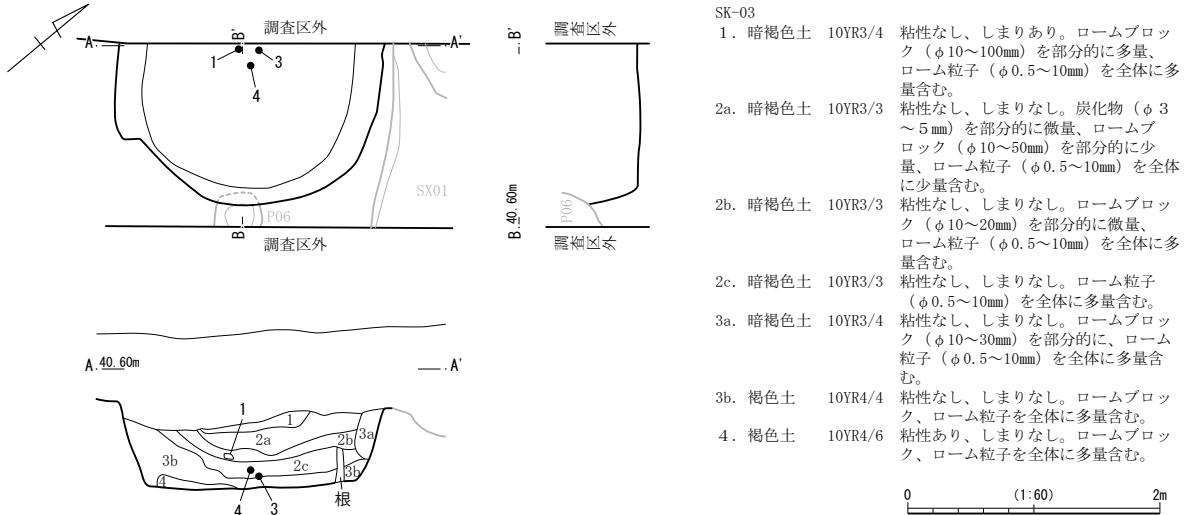 調査区外
A
B'
A'
1
3
4
SX01
P06
B
調査区外
B'
調査区外
B 40.60m
P06
調査区外
A 40.60m
A'
1
1
2a
2b
3a
3b
2c
3b
4
4
3
根
SK-03
1. 暗褐色土 10YR3/4 粘性なし、しまりあり。ロームブロッ
ク（φ10～100㎜）を部分的に多量、
ローム粒子（φ0.5～10㎜）を全体に多
量含む。
2a. 暗褐色土 10YR3/3 粘性なし、しまりなし。炭化物（φ３
～５㎜）を部分的に微量、ロームブ
ロック（φ10～50㎜）を部分的に少
量、ローム粒子（φ0.5～10㎜）を全体
に少量含む。
2b. 暗褐色土 10YR3/3 粘性なし、しまりなし。ロームブロッ
ク（φ10～20㎜）を部分的に微量、
ローム粒子（φ0.5～10㎜）を全体に多
量含む。
2c. 暗褐色土 10YR3/3 粘性なし、しまりなし。ローム粒子
（φ0.5～10㎜）を全体に多量含む。
3a. 暗褐色土 10YR3/4 粘性なし、しまりなし。ロームブロッ
ク（φ10～30㎜）を部分的に、ローム
粒子（φ0.5～10㎜）を全体に多量含
む。
3b. 褐色土 10YR4/4 粘性なし、しまりなし。ロームブロッ
ク、ローム粒子を全体に多量含む。
4. 褐色土 10YR4/6 粘性あり、しまりなし。ロームブロッ
ク、ローム粒子を全体に多量含む。
0 (1:60) 2m